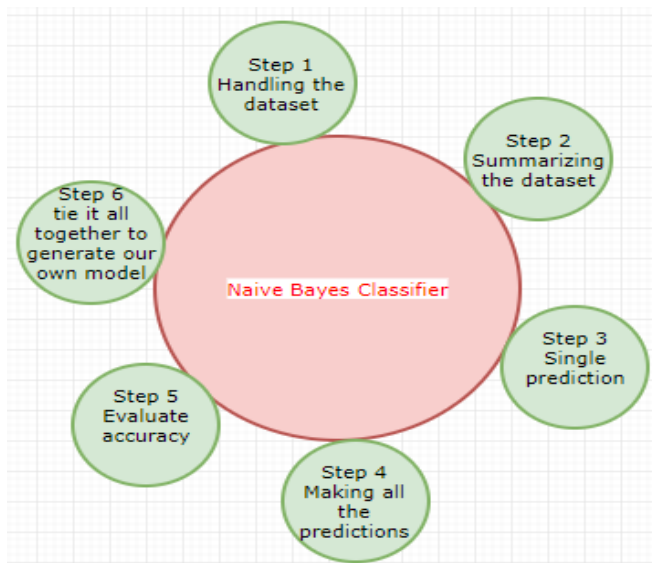 Step 1
Handling the
dataset
Step 2
Summarizing
the dataset
Step 3
Single
prediction
Step 4
Making all
the
predictions
Step 5
Evaluate
accuracy
Step 6
tie it all
together to
generate our
own model
Naive Bayes Classifier